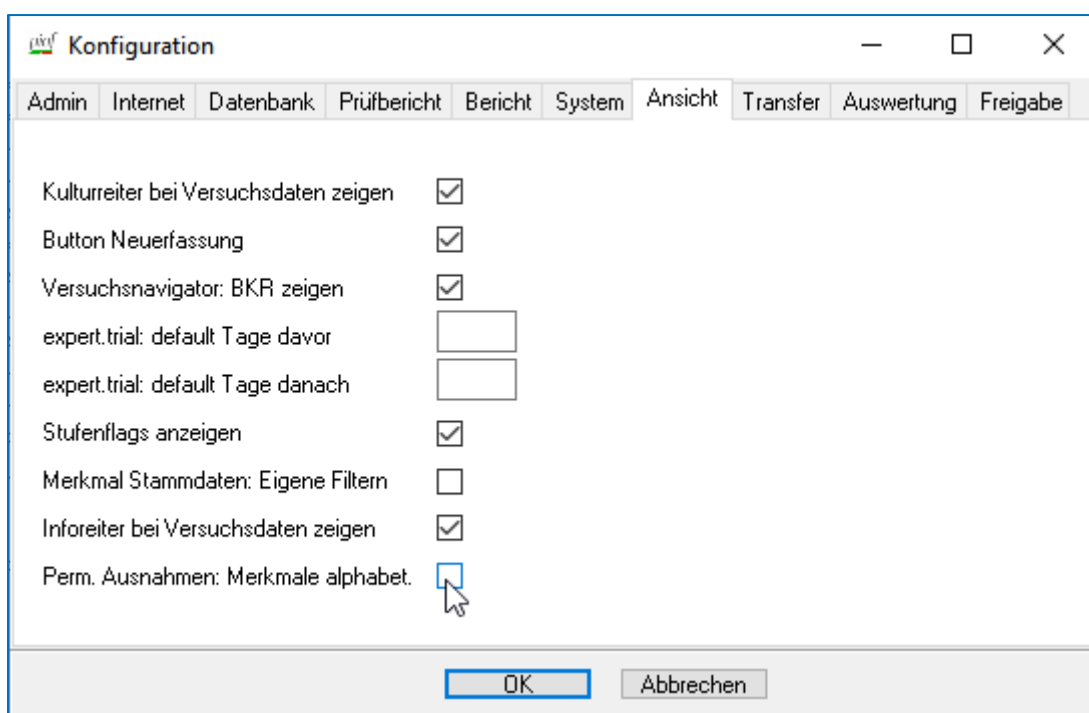 Konfiguration
Admin Internet Datenbank Prüfbericht Bericht System Ansicht Transfer Auswertung Freigabe
Kulturreiter bei Versuchsdaten zeigen
Button Neuerfassung
Versuchsnavigator: BKR zeigen
expert.trial: default Tage davor
expert.trial: default Tage danach
Stufenflags anzeigen
Merkmal Stammdaten: Eigene Filtern
Inforeiter bei Versuchsdaten zeigen
Perm. Ausnahmen: Merkmale alphabet.
OK Abbrechen